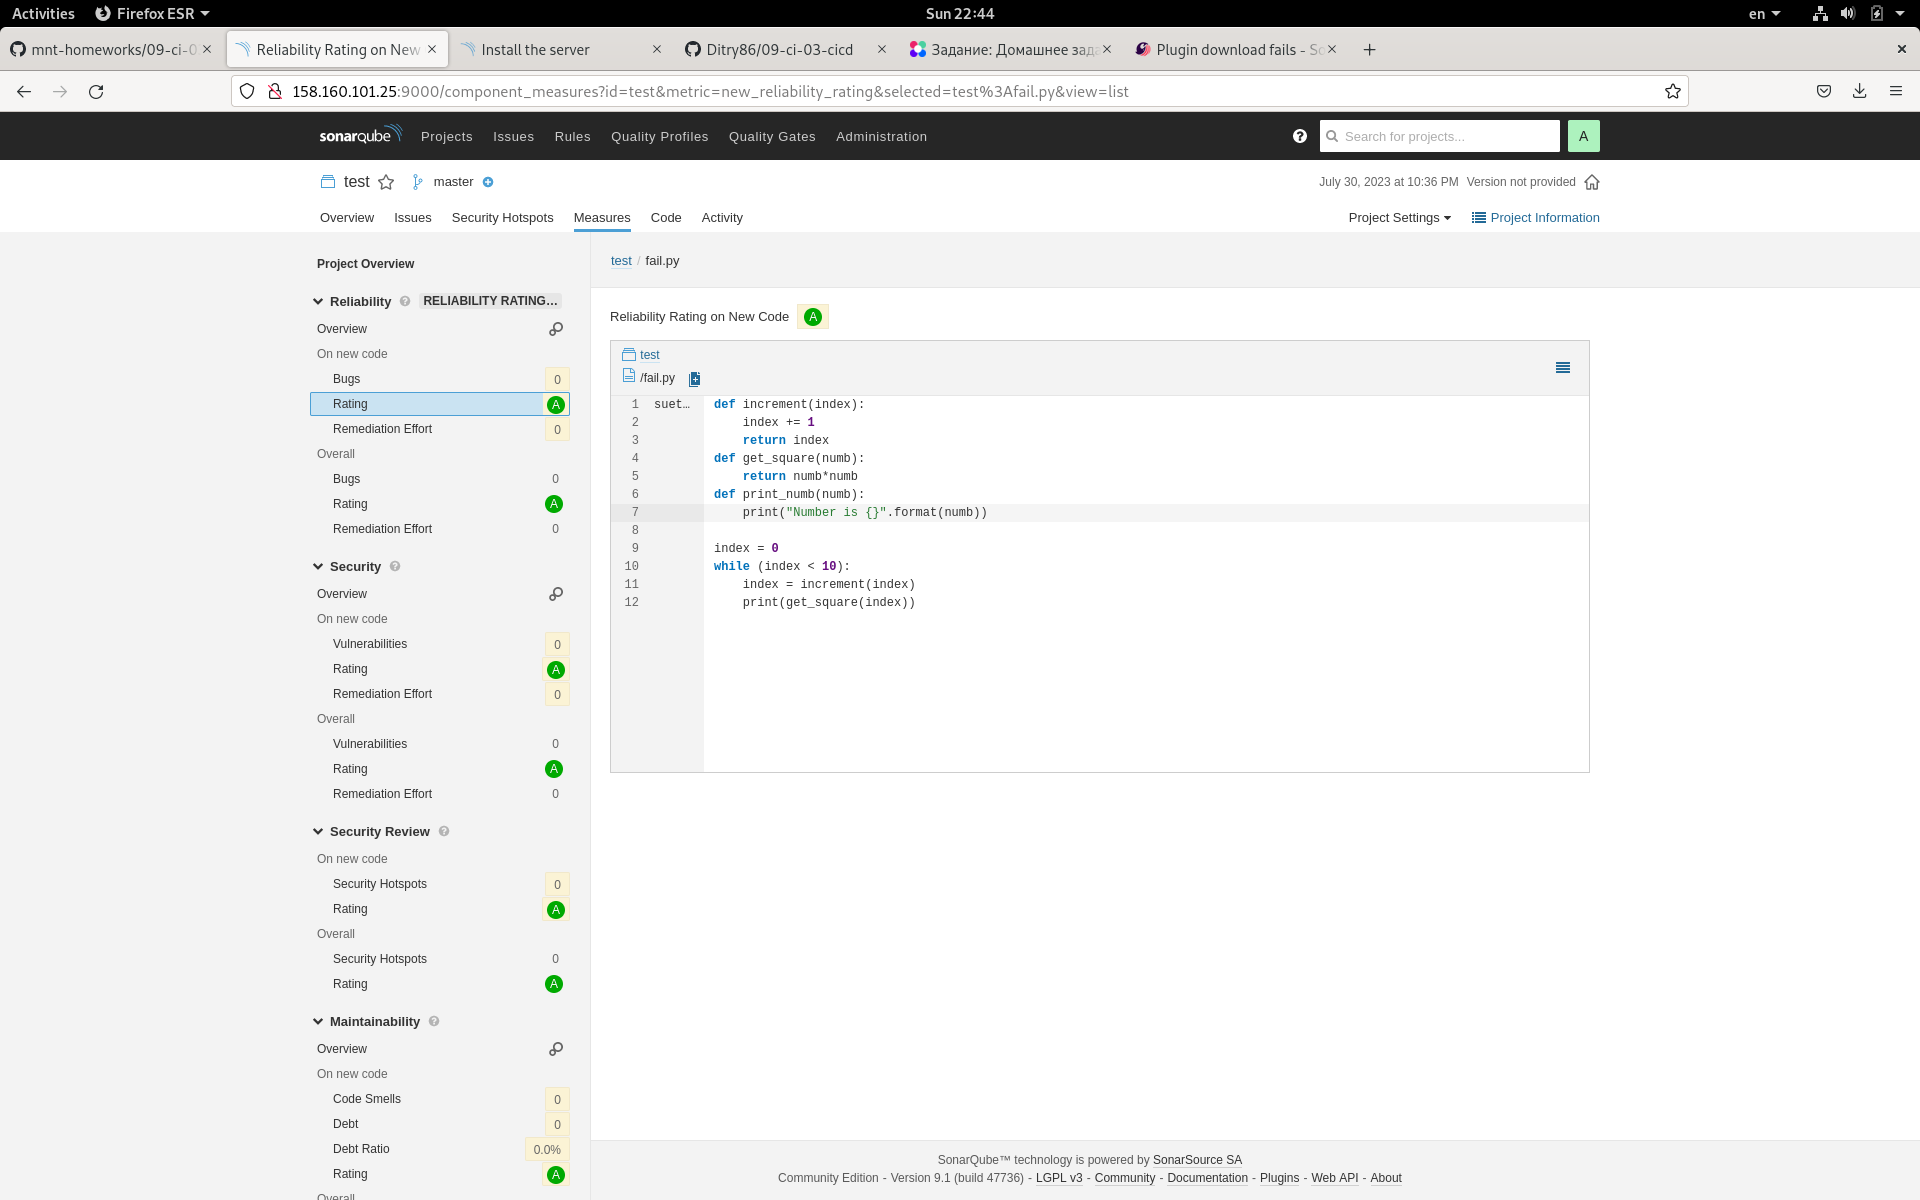 Activities Firefox ESR Sun 22:44 en
mnt-homeworks/09-ci-0 Reliability Rating on New Install the server Ditry86/09-ci-03-cicd Задание: Домашнее зада Plugin download fails - So
158.160.101.25:9000/component_measures?id=test&metric=new_reliability_rating&selected=test%3Afail.py&view=list
sonarqube Projects Issues Rules Quality Profiles Quality Gates Administration ? Search for projects... A
test master July 30, 2023 at 10:36 PM Version not provided
Overview Issues Security Hotspots Measures Code Activity Project Settings Project Information
Project Overview
Reliability ? RELIABILITY RATING…
Overview
On new code
Bugs 0
Rating A
Remediation Effort 0
Overall
Bugs 0
Rating A
Remediation Effort 0
Security ?
Overview
On new code
Vulnerabilities 0
Rating A
Remediation Effort 0
Overall
Vulnerabilities 0
Rating A
Remediation Effort 0
Security Review ?
On new code
Security Hotspots 0
Rating A
Overall
Security Hotspots 0
Rating A
Maintainability ?
Overview
On new code
Code Smells 0
Debt 0
Debt Ratio 0.0%
Rating A
Overall
test / fail.py
Reliability Rating on New Code A
test
/fail.py
1 suet… def increment(index):
2 index += 1
3 return index
4 def get_square(numb):
5 return numb*numb
6 def print_numb(numb):
7 print("Number is {}".format(numb))
8
9 index = 0
10 while (index < 10):
11 index = increment(index)
12 print(get_square(index))
SonarQube™ technology is powered by SonarSource SA
Community Edition - Version 9.1 (build 47736) - LGPL v3 - Community - Documentation - Plugins - Web API - About